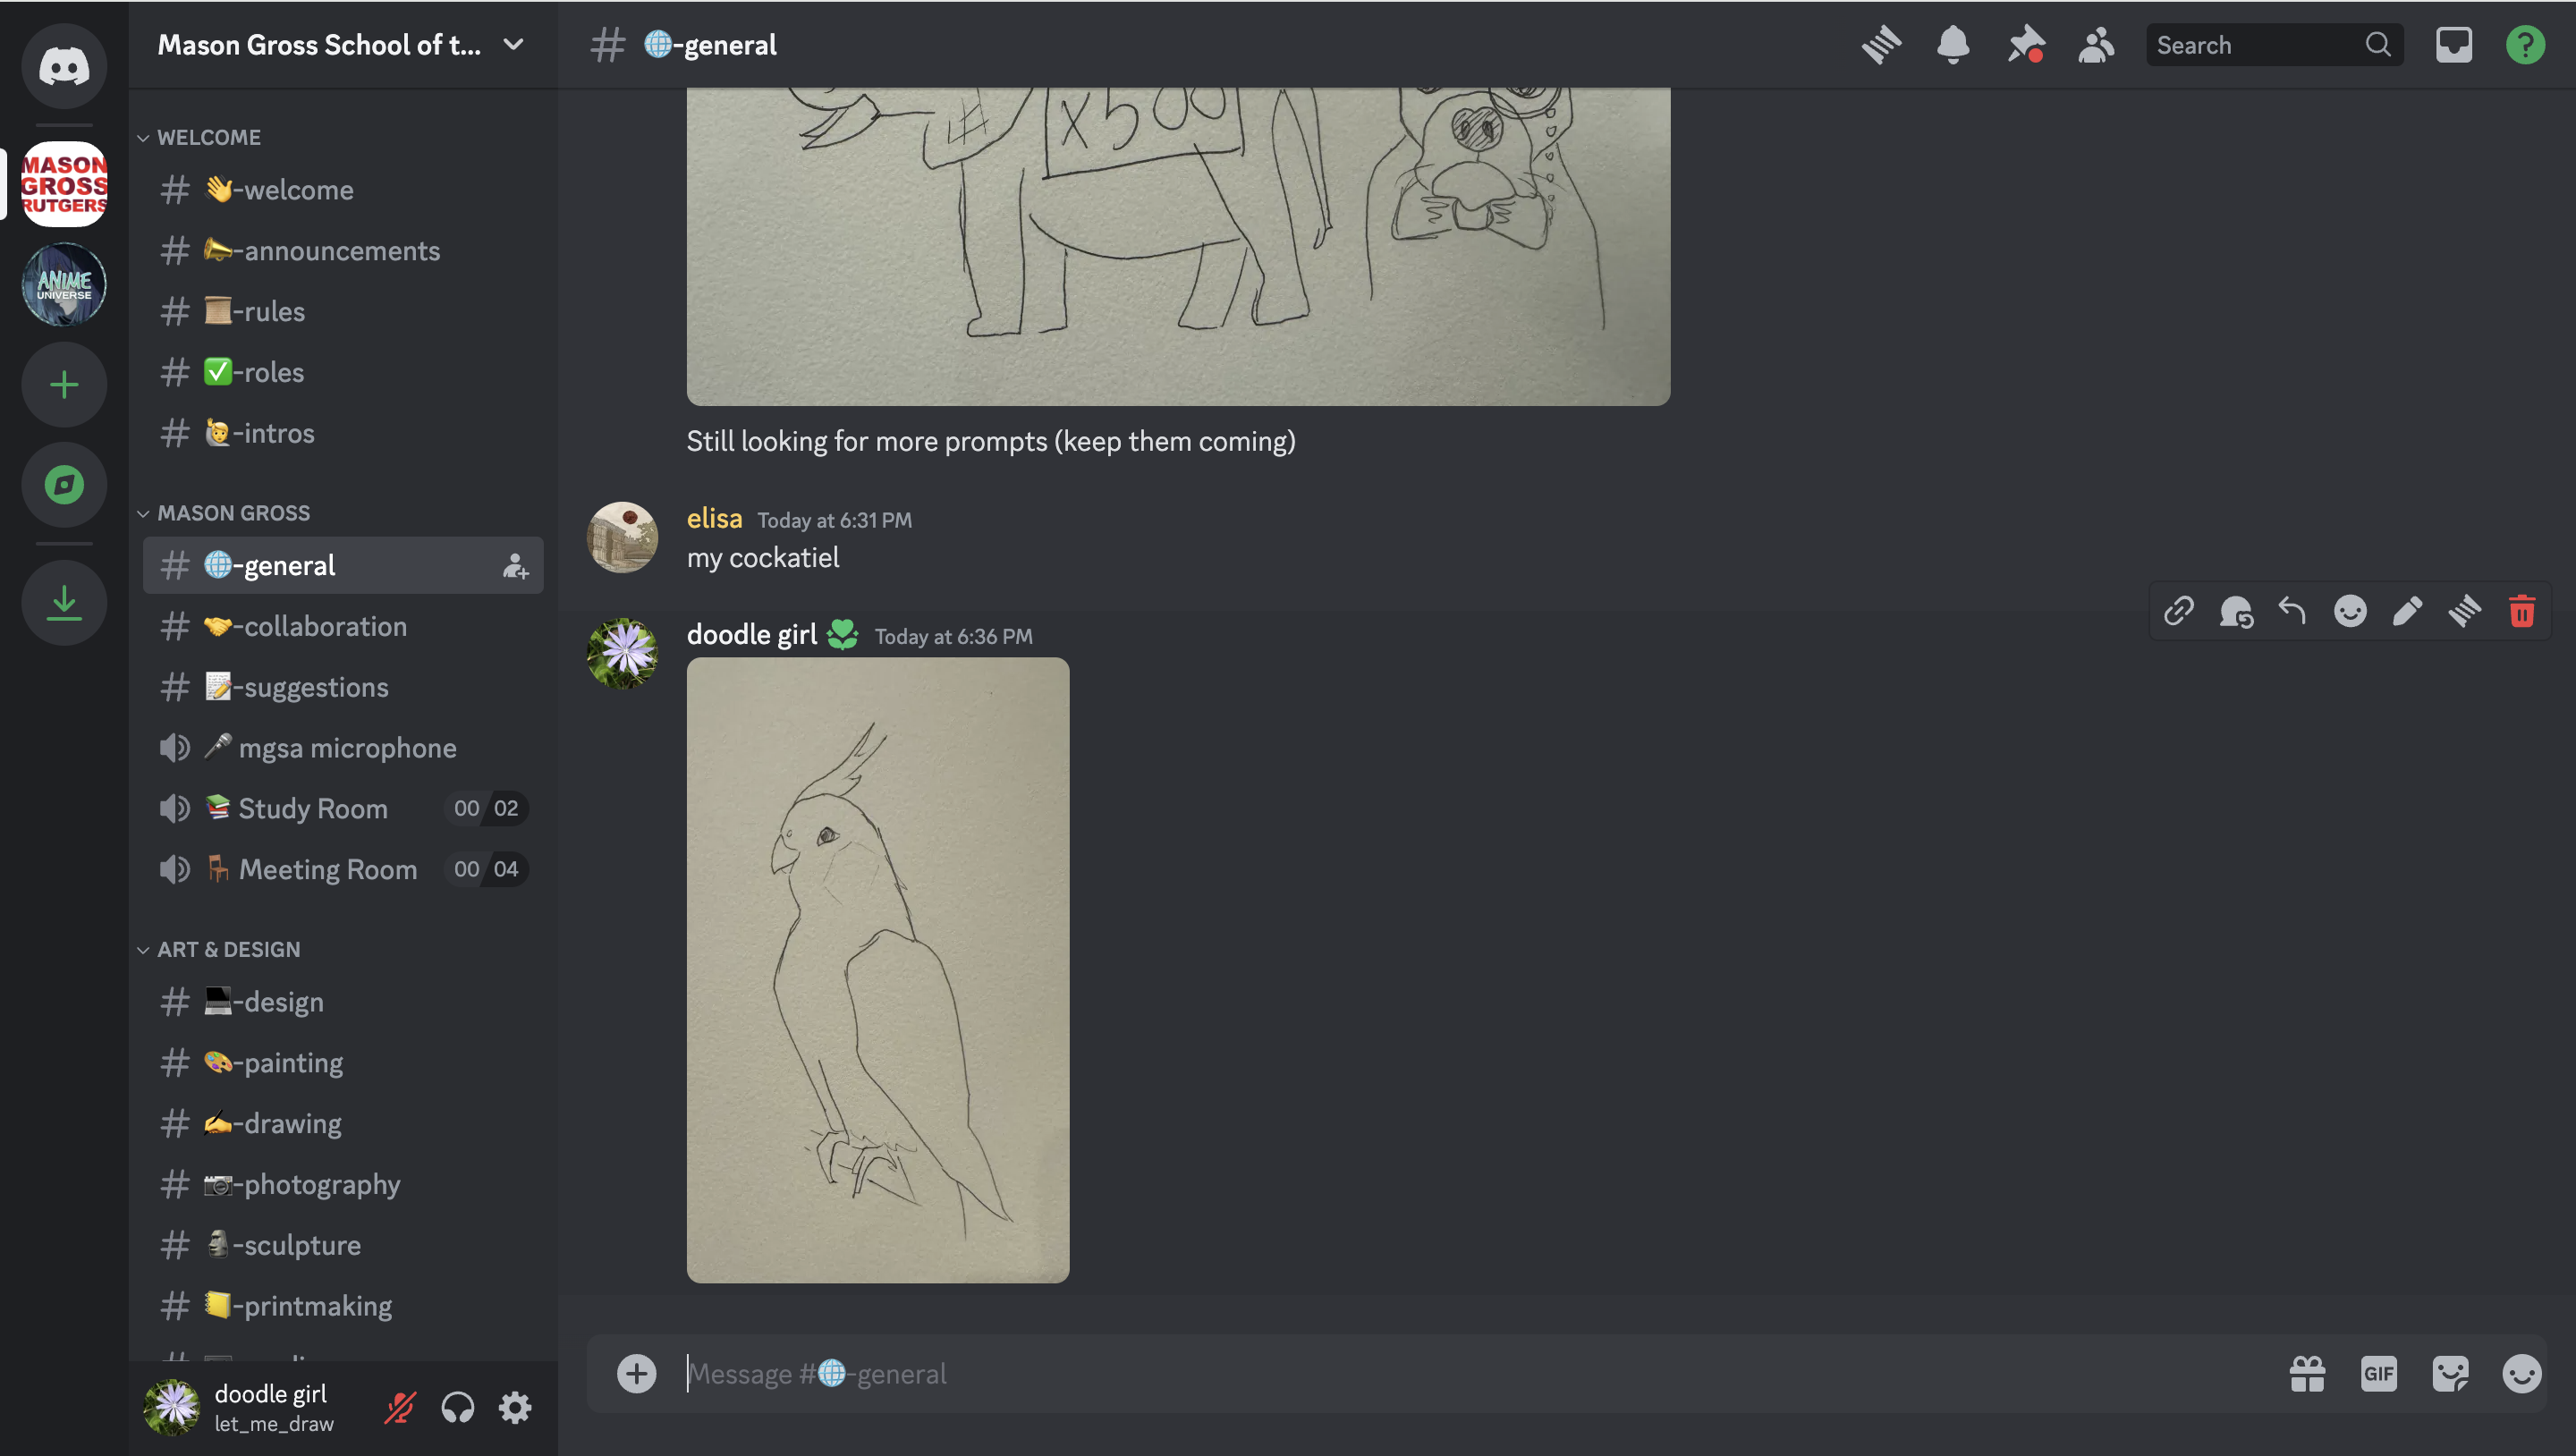 Mason Gross School of t...
🌐-general
Search
MASON
GROSS
RUTGERS
ANIME
UNIVERSE
WELCOME
👋-welcome
📣-announcements
📜-rules
✅-roles
🙋-intros
MASON GROSS
🌐-general
🤝-collaboration
📝-suggestions
🎤 mgsa microphone
📚 Study Room 00 02
🪑 Meeting Room 00 04
ART & DESIGN
💻-design
🎨-painting
✍-drawing
📷-photography
🗿-sculpture
📒-printmaking
doodle girl
let_me_draw
x500
Still looking for more prompts (keep them coming)
elisa Today at 6:31 PM
my cockatiel
doodle girl Today at 6:36 PM
Message #🌐-general
GIF